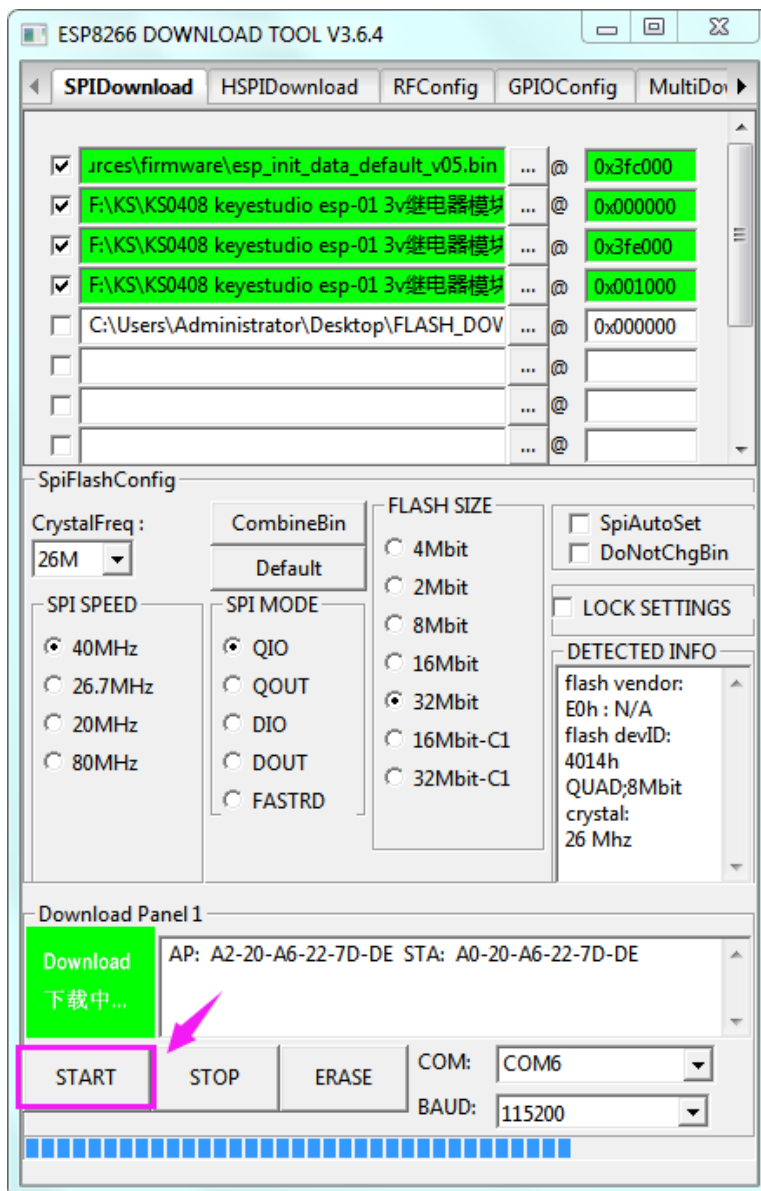 ESP8266 DOWNLOAD TOOL V3.6.4
SPIDownload HSPIDownload RFConfig GPIOConfig MultiDov
urces\firmware\esp_init_data_default_v05.bin ... @ 0x3fc000
F:\KS\KS0408 keyestudio esp-01 3v继电器模块 ... @ 0x000000
F:\KS\KS0408 keyestudio esp-01 3v继电器模块 ... @ 0x3fe000
F:\KS\KS0408 keyestudio esp-01 3v继电器模块 ... @ 0x001000
C:\Users\Administrator\Desktop\FLASH_DOV ... @ 0x000000
... @
... @
... @
SpiFlashConfig
CrystalFreq :
26M
CombineBin
Default
SPI SPEED
40MHz
26.7MHz
20MHz
80MHz
SPI MODE
QIO
QOUT
DIO
DOUT
FASTRD
FLASH SIZE
4Mbit
2Mbit
8Mbit
16Mbit
32Mbit
16Mbit-C1
32Mbit-C1
SpiAutoSet
DoNotChgBin
LOCK SETTINGS
DETECTED INFO
flash vendor:
E0h : N/A
flash devID:
4014h
QUAD;8Mbit
crystal:
26 Mhz
Download Panel 1
Download
下载中...
AP: A2-20-A6-22-7D-DE STA: A0-20-A6-22-7D-DE
START STOP ERASE
COM: COM6
BAUD: 115200